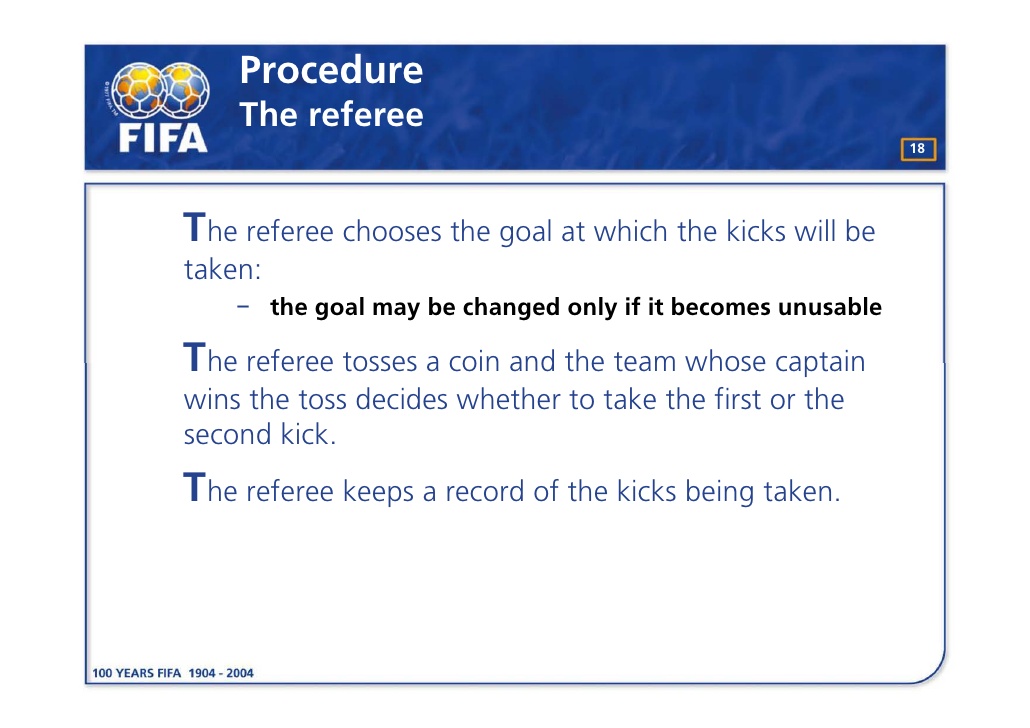 Procedure
The referee
FIFA
18
The referee chooses the goal at which the kicks will be
taken:
– the goal may be changed only if it becomes unusable
The referee tosses a coin and the team whose captain
wins the toss decides whether to take the first or the
second kick.
The referee keeps a record of the kicks being taken.
100 YEARS FIFA 1904 - 2004